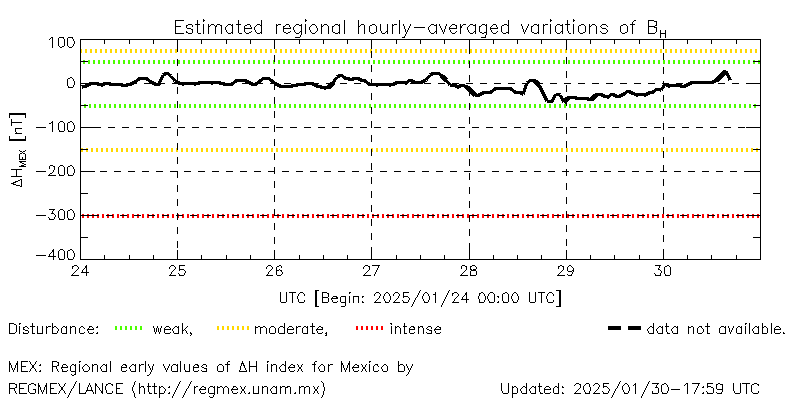 Estimated regional hourly-averaged variations of B_H
100
0
-100
-200
-300
-400
ΔH_MEX [nT]
24 25 26 27 28 29 30
UTC [Begin: 2025/01/24 00:00 UTC]
Disturbance: weak, moderate, intense data not available.
MEX: Regional early values of ΔH index for Mexico by
REGMEX/LANCE (http://regmex.unam.mx) Updated: 2025/01/30-17:59 UTC